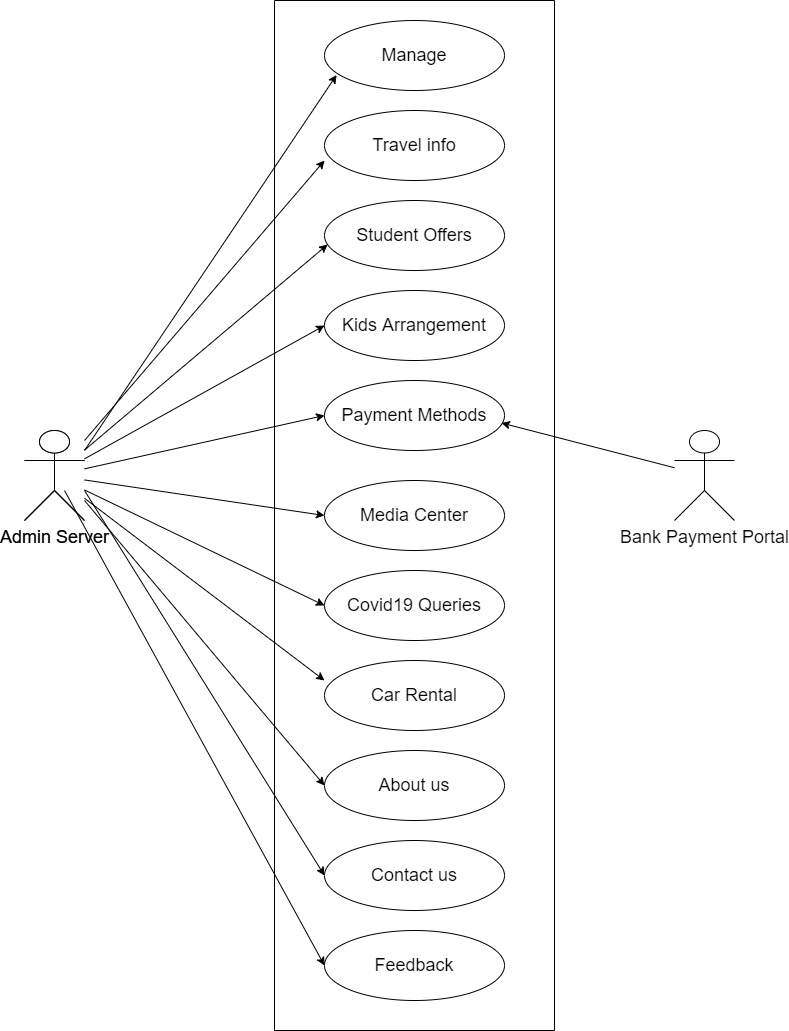 Manage
Travel info
Student Offers
Kids Arrangement
Payment Methods
Media Center
Covid19 Queries
Car Rental
About us
Contact us
Feedback
Admin Server
Bank Payment Portal